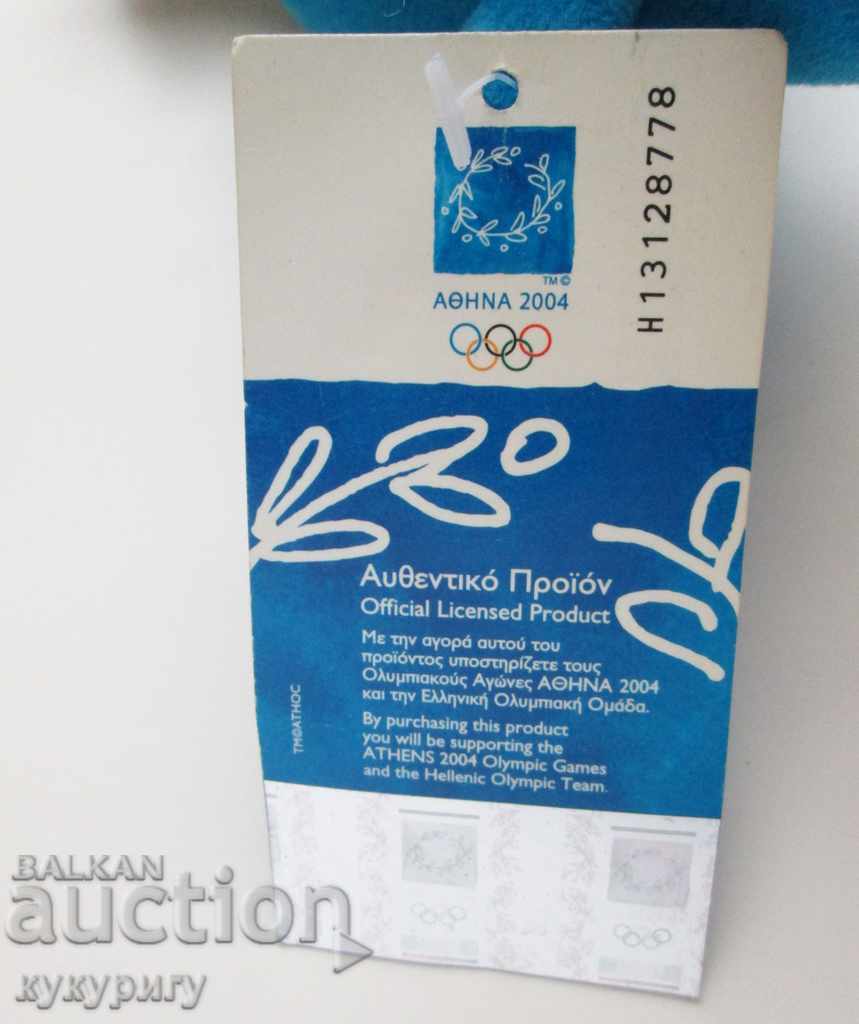 H13128778
TM©
ΑΘΗΝΑ 2004
Αυθεντικό Προϊόν
Official Licensed Product
Με την αγορά αυτού του
προϊόντος υποστηρίζετε τους
Ολυμπιακούς Αγώνες ΑΘΗΝΑ 2004
και την Ελληνική Ολυμπιακή Ομάδα.
By purchasing this product
you will be supporting the
ATHENS 2004 Olympic Games
and the Hellenic Olympic Team.
TM©ATHOC
BALKAN
auction
кукуригу